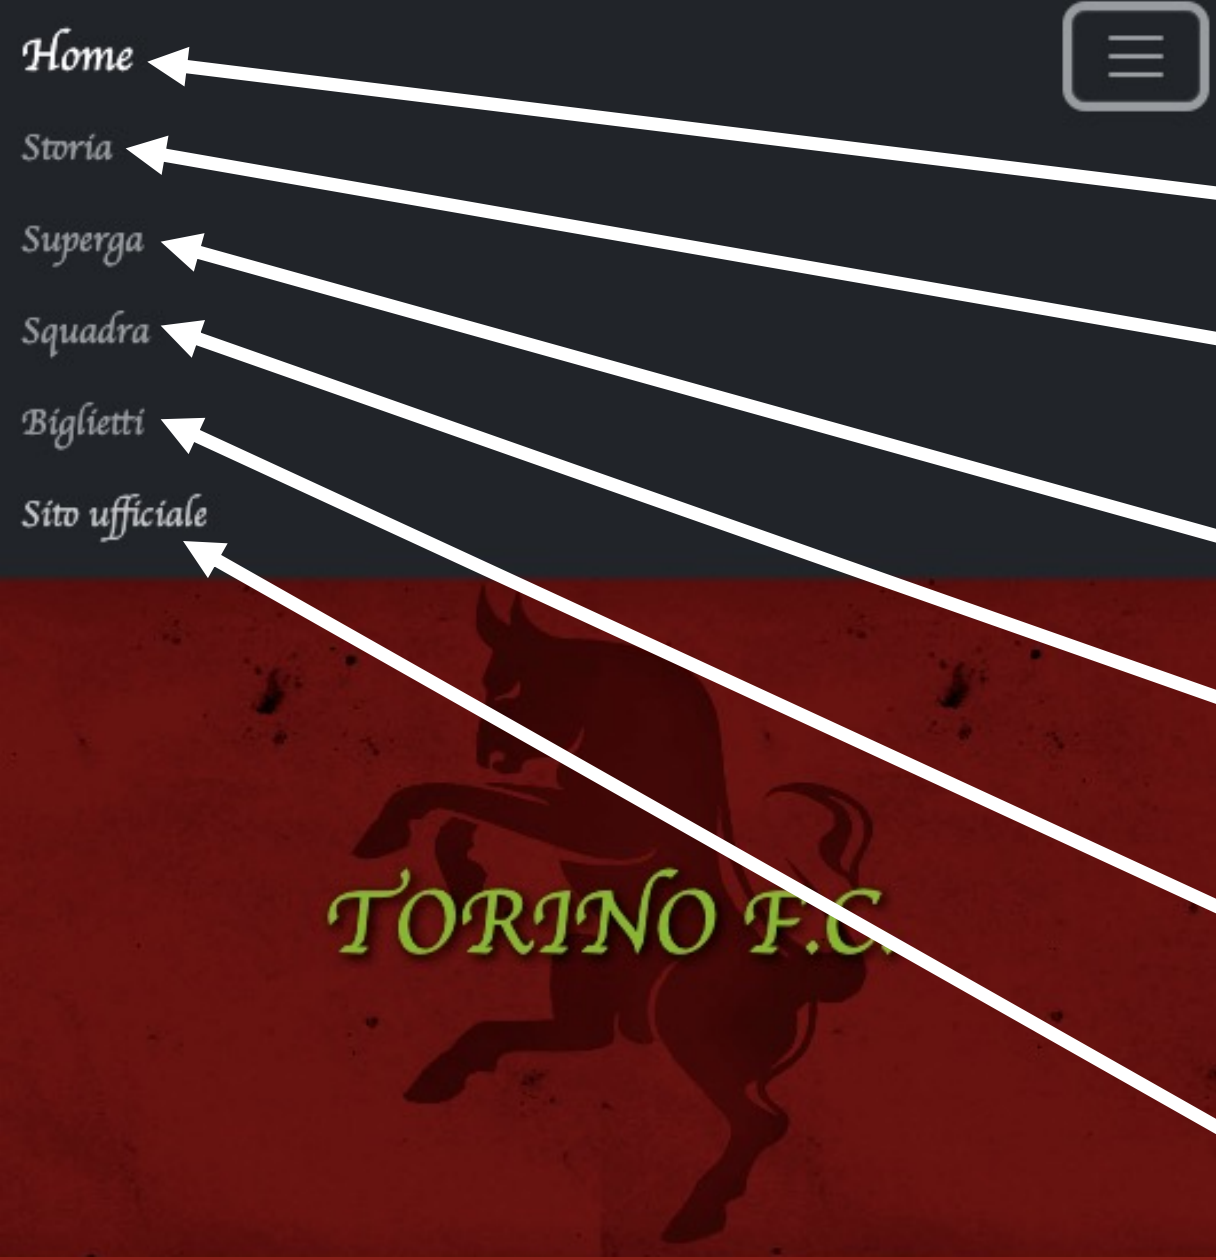 Home
Storia
Superga
Squadra
Biglietti
Sito ufficiale
TORINO F.C.